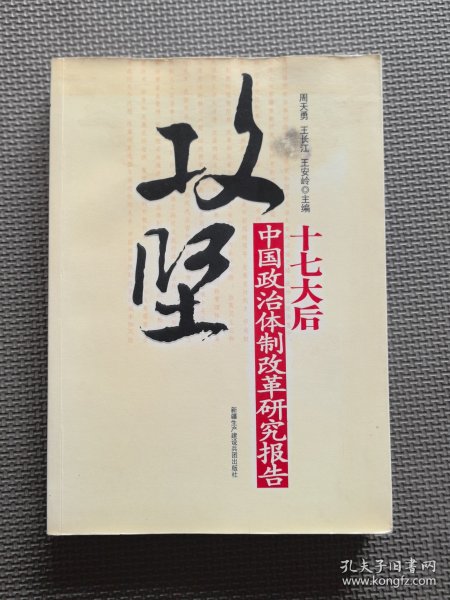 攻坚
周天勇 王长江 王安岭◎主编
十七大后
中国政治体制改革研究报告
新疆生产建设兵团出版社
孔夫子旧书网
www.kongfz.com